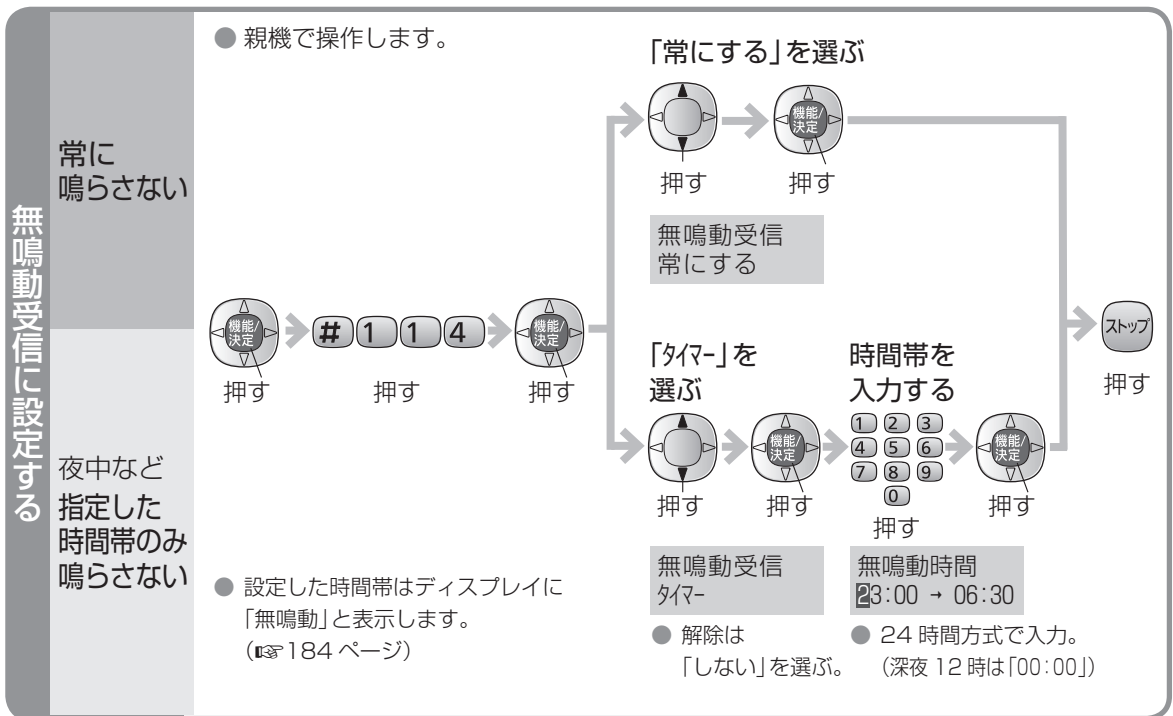 無鳴動受信に設定する
常に
鳴らさない
夜中など
指定した
時間帯のみ
鳴らさない
● 親機で操作します。
機能/
決定
押す
# 1 1 4
押す
機能/
決定
押す
「常にする」を選ぶ
押す
機能/
決定
押す
無鳴動受信
常にする
「ﾀｲﾏｰ」を
選ぶ
押す
機能/
決定
押す
無鳴動受信
ﾀｲﾏｰ
● 解除は
「しない」を選ぶ。
時間帯を
入力する
1 2 3
4 5 6
7 8 9
0
押す
機能/
決定
押す
無鳴動時間
23:00 → 06:30
● 24 時間方式で入力。
(深夜 12 時は「00:00」)
ストップ
押す
● 設定した時間帯はディスプレイに
「無鳴動」と表示します。
(☞184 ページ)